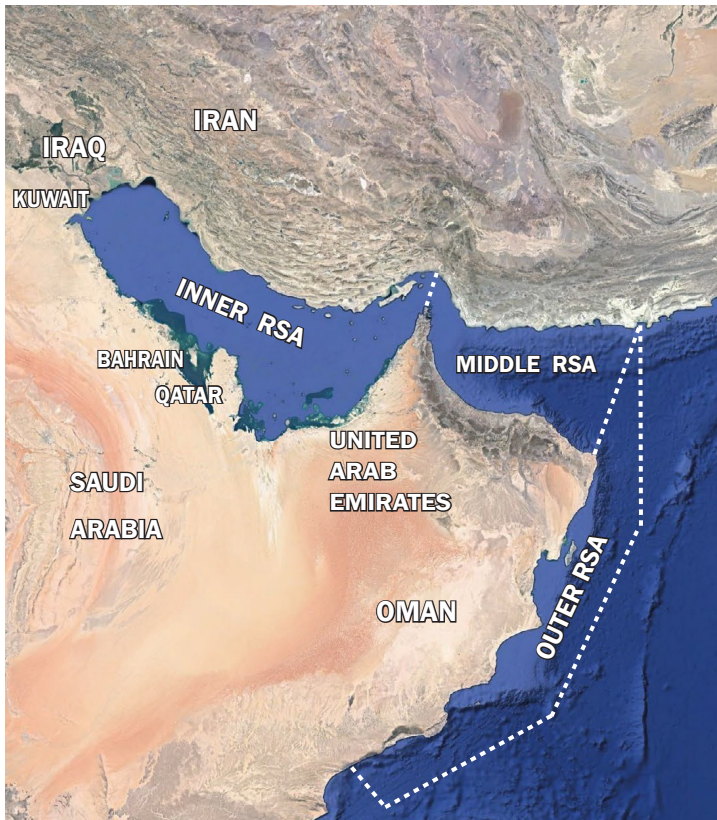 IRAN
IRAQ
KUWAIT
INNER RSA
BAHRAIN
QATAR
MIDDLE RSA
UNITED
ARAB
EMIRATES
SAUDI
ARABIA
OUTER RSA
OMAN